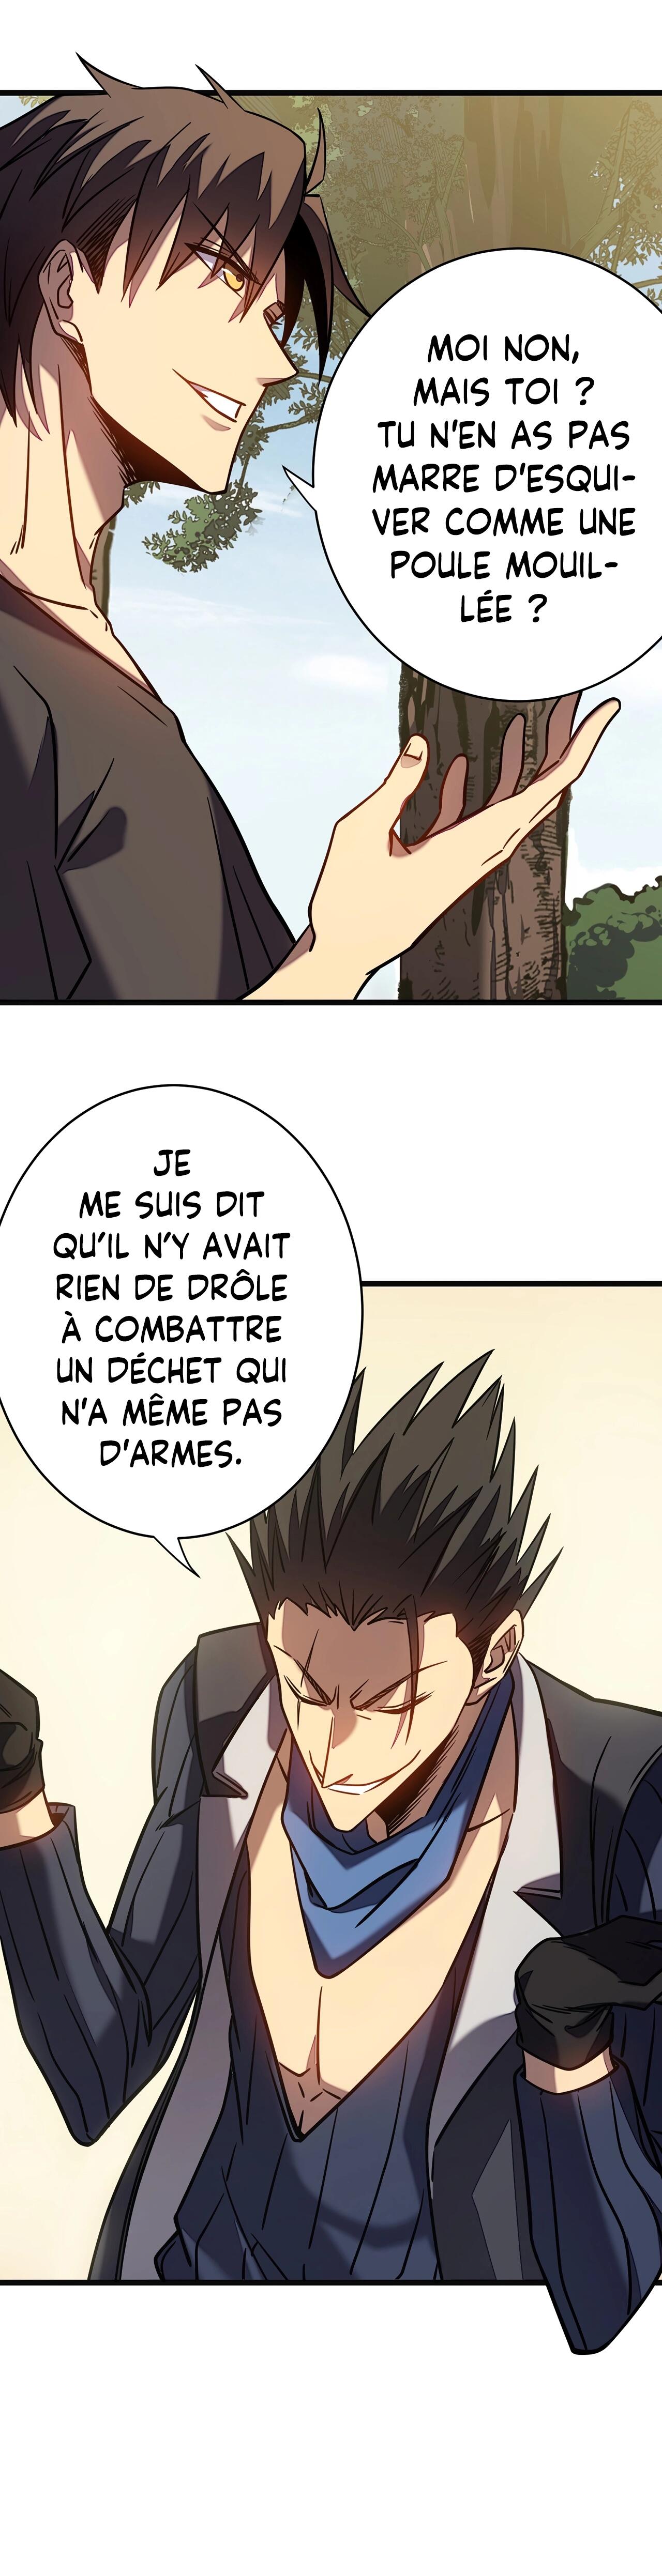 MOI NON,
MAIS TOI ?
TU N'EN AS PAS
MARRE D'ESQUI-
VER COMME UNE
POULE MOUIL-
LÉE ?
JE
ME SUIS DIT
QU'IL N'Y AVAIT
RIEN DE DRÔLE
À COMBATTRE
UN DÉCHET QUI
N'A MÊME PAS
D'ARMES.